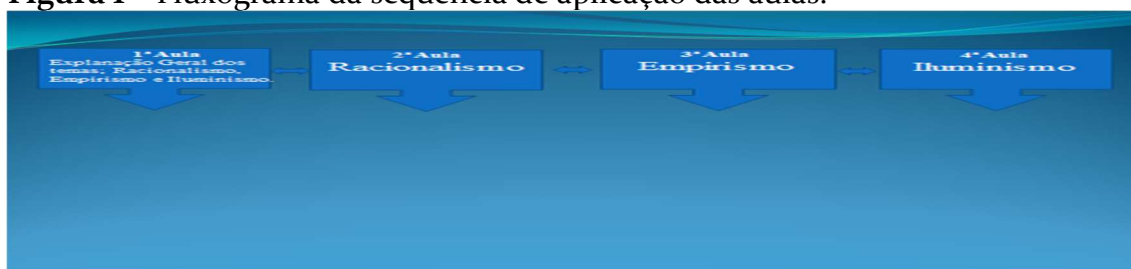 Figura 1 - Fluxograma da sequência de aplicação das aulas.
1ªAula
Explanação Geral dos
temas; Racionalismo,
Empirismo e Iluminismo.
2ªAula
Racionalismo
3ªAula
Empirismo
4ªAula
Iluminismo